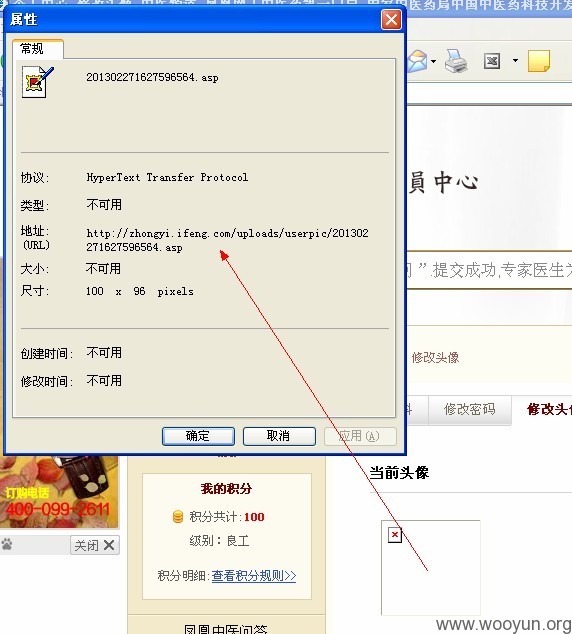 属性
常规
201302271627596564.asp
协议: HyperText Transfer Protocol
类型: 不可用
地址: (URL) http://zhongyi.ifeng.com/uploads/userpic/201302
271627596564.asp
大小: 不可用
尺寸: 100 x 96 pixels
创建时间: 不可用
修改时间: 不可用
确定 取消 应用(A)
員中心
”.提交成功,专家医生为
修改头像
料 修改密码 修改头像
当前头像
订购电话
400-099-2611
关闭
我的积分
积分共计:100
级别:良工
积分明细:查看积分规则>>
凤凰中医问答
www.wooyun.org